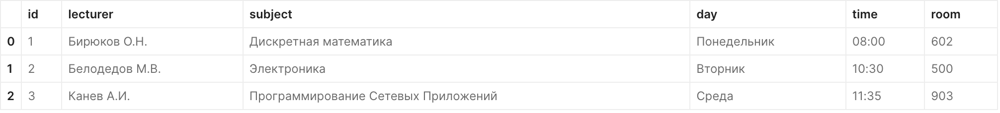 id lecturer subject day time room
0 1 Бирюков О.Н. Дискретная математика Понедельник 08:00 602
1 2 Белодедов М.В. Электроника Вторник 10:30 500
2 3 Канев А.И. Программирование Сетевых Приложений Среда 11:35 903